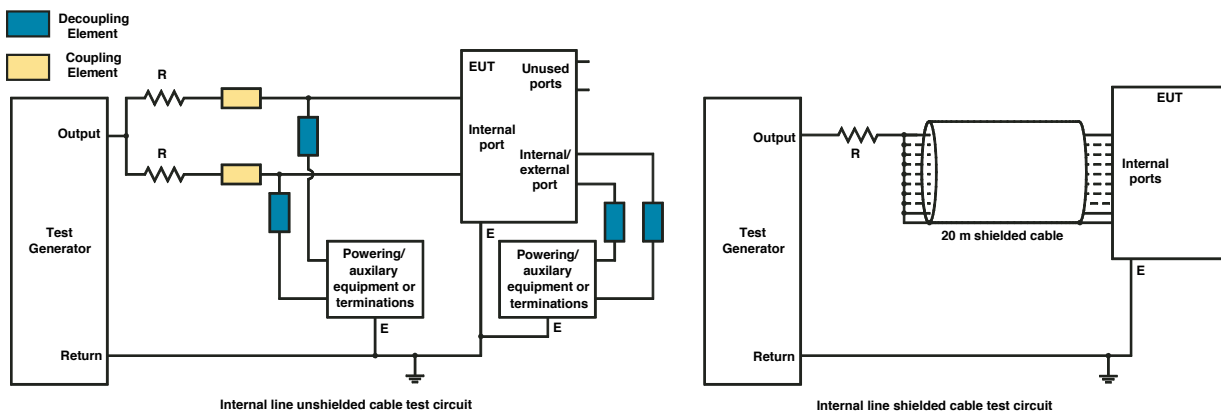 Decoupling
Element
Coupling
Element
R
R
Output
Test
Generator
Return
EUT
Unused
ports
Internal
port
Internal/
external
port
E
Powering/
auxilary
equipment or
terminations
E
Powering/
auxilary
equipment or
terminations
E
Internal line unshielded cable test circuit
Output
R
Test
Generator
Return
20 m shielded cable
EUT
Internal
ports
E
Internal line shielded cable test circuit